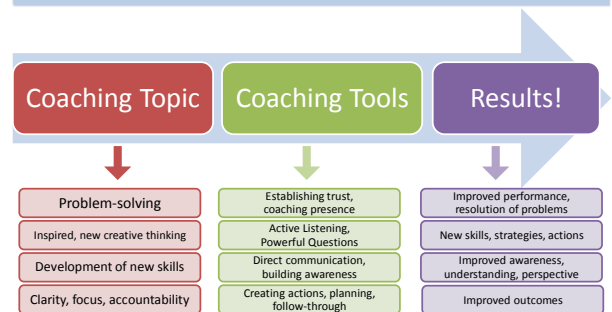 Coaching Topic
Coaching Tools
Results!
Problem-solving
Inspired, new creative thinking
Development of new skills
Clarity, focus, accountability
Establishing trust,
coaching presence
Active Listening,
Powerful Questions
Direct communication,
building awareness
Creating actions, planning,
follow-through
Improved performance,
resolution of problems
New skills, strategies, actions
Improved awareness,
understanding, perspective
Improved outcomes